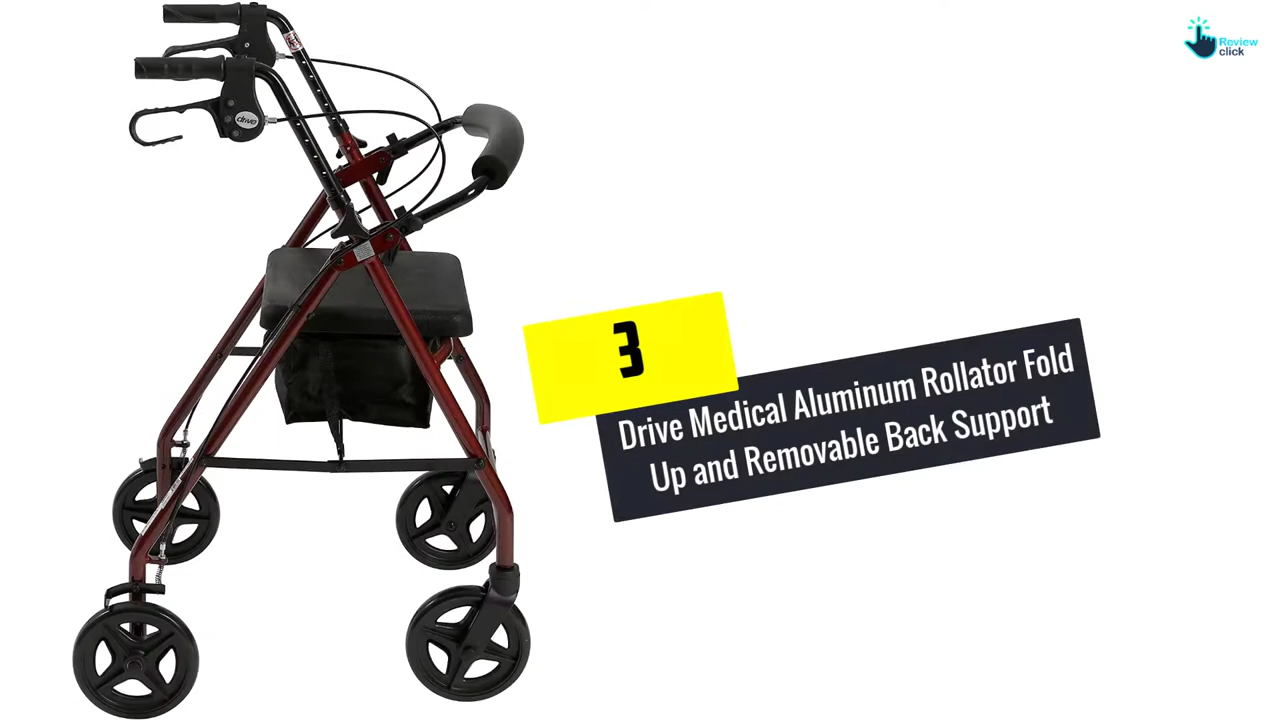 Review
click
drive
3
Drive Medical Aluminum Rollator Fold
Up and Removable Back Support